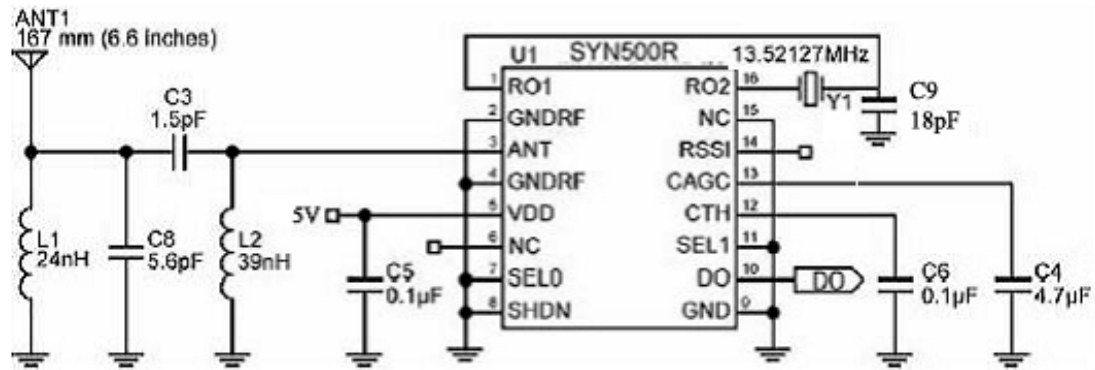 ANT1
167 mm (6.6 inches)
C3
1.5pF
L1
24nH
C8
5.6pF
L2
39nH
5V
C5
0.1µF
U1 SYN500R
13.52127MHz
1 RO1
2 GNDRF
3 ANT
4 GNDRF
5 VDD
6 NC
7 SEL0
8 SHDN
RO2 16
NC 15
RSSI 14
CAGC 13
CTH 12
SEL1 11
DO 10
GND 9
Y1
C9
18pF
DO
C6
0.1µF
C4
4.7µF